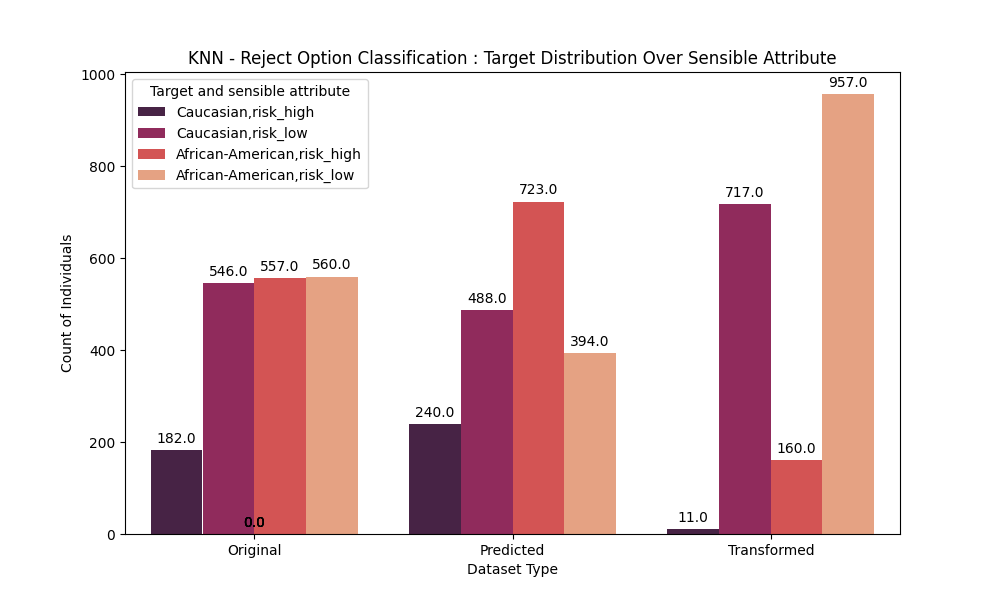 KNN - Reject Option Classification : Target Distribution Over Sensible Attribute
Target and sensible attribute
Caucasian,risk_high
Caucasian,risk_low
African-American,risk_high
African-American,risk_low
Count of Individuals
1000
800
600
400
200
0
182.0
546.0
557.0
560.0
0.0
240.0
488.0
723.0
394.0
11.0
717.0
160.0
957.0
Original
Predicted
Transformed
Dataset Type